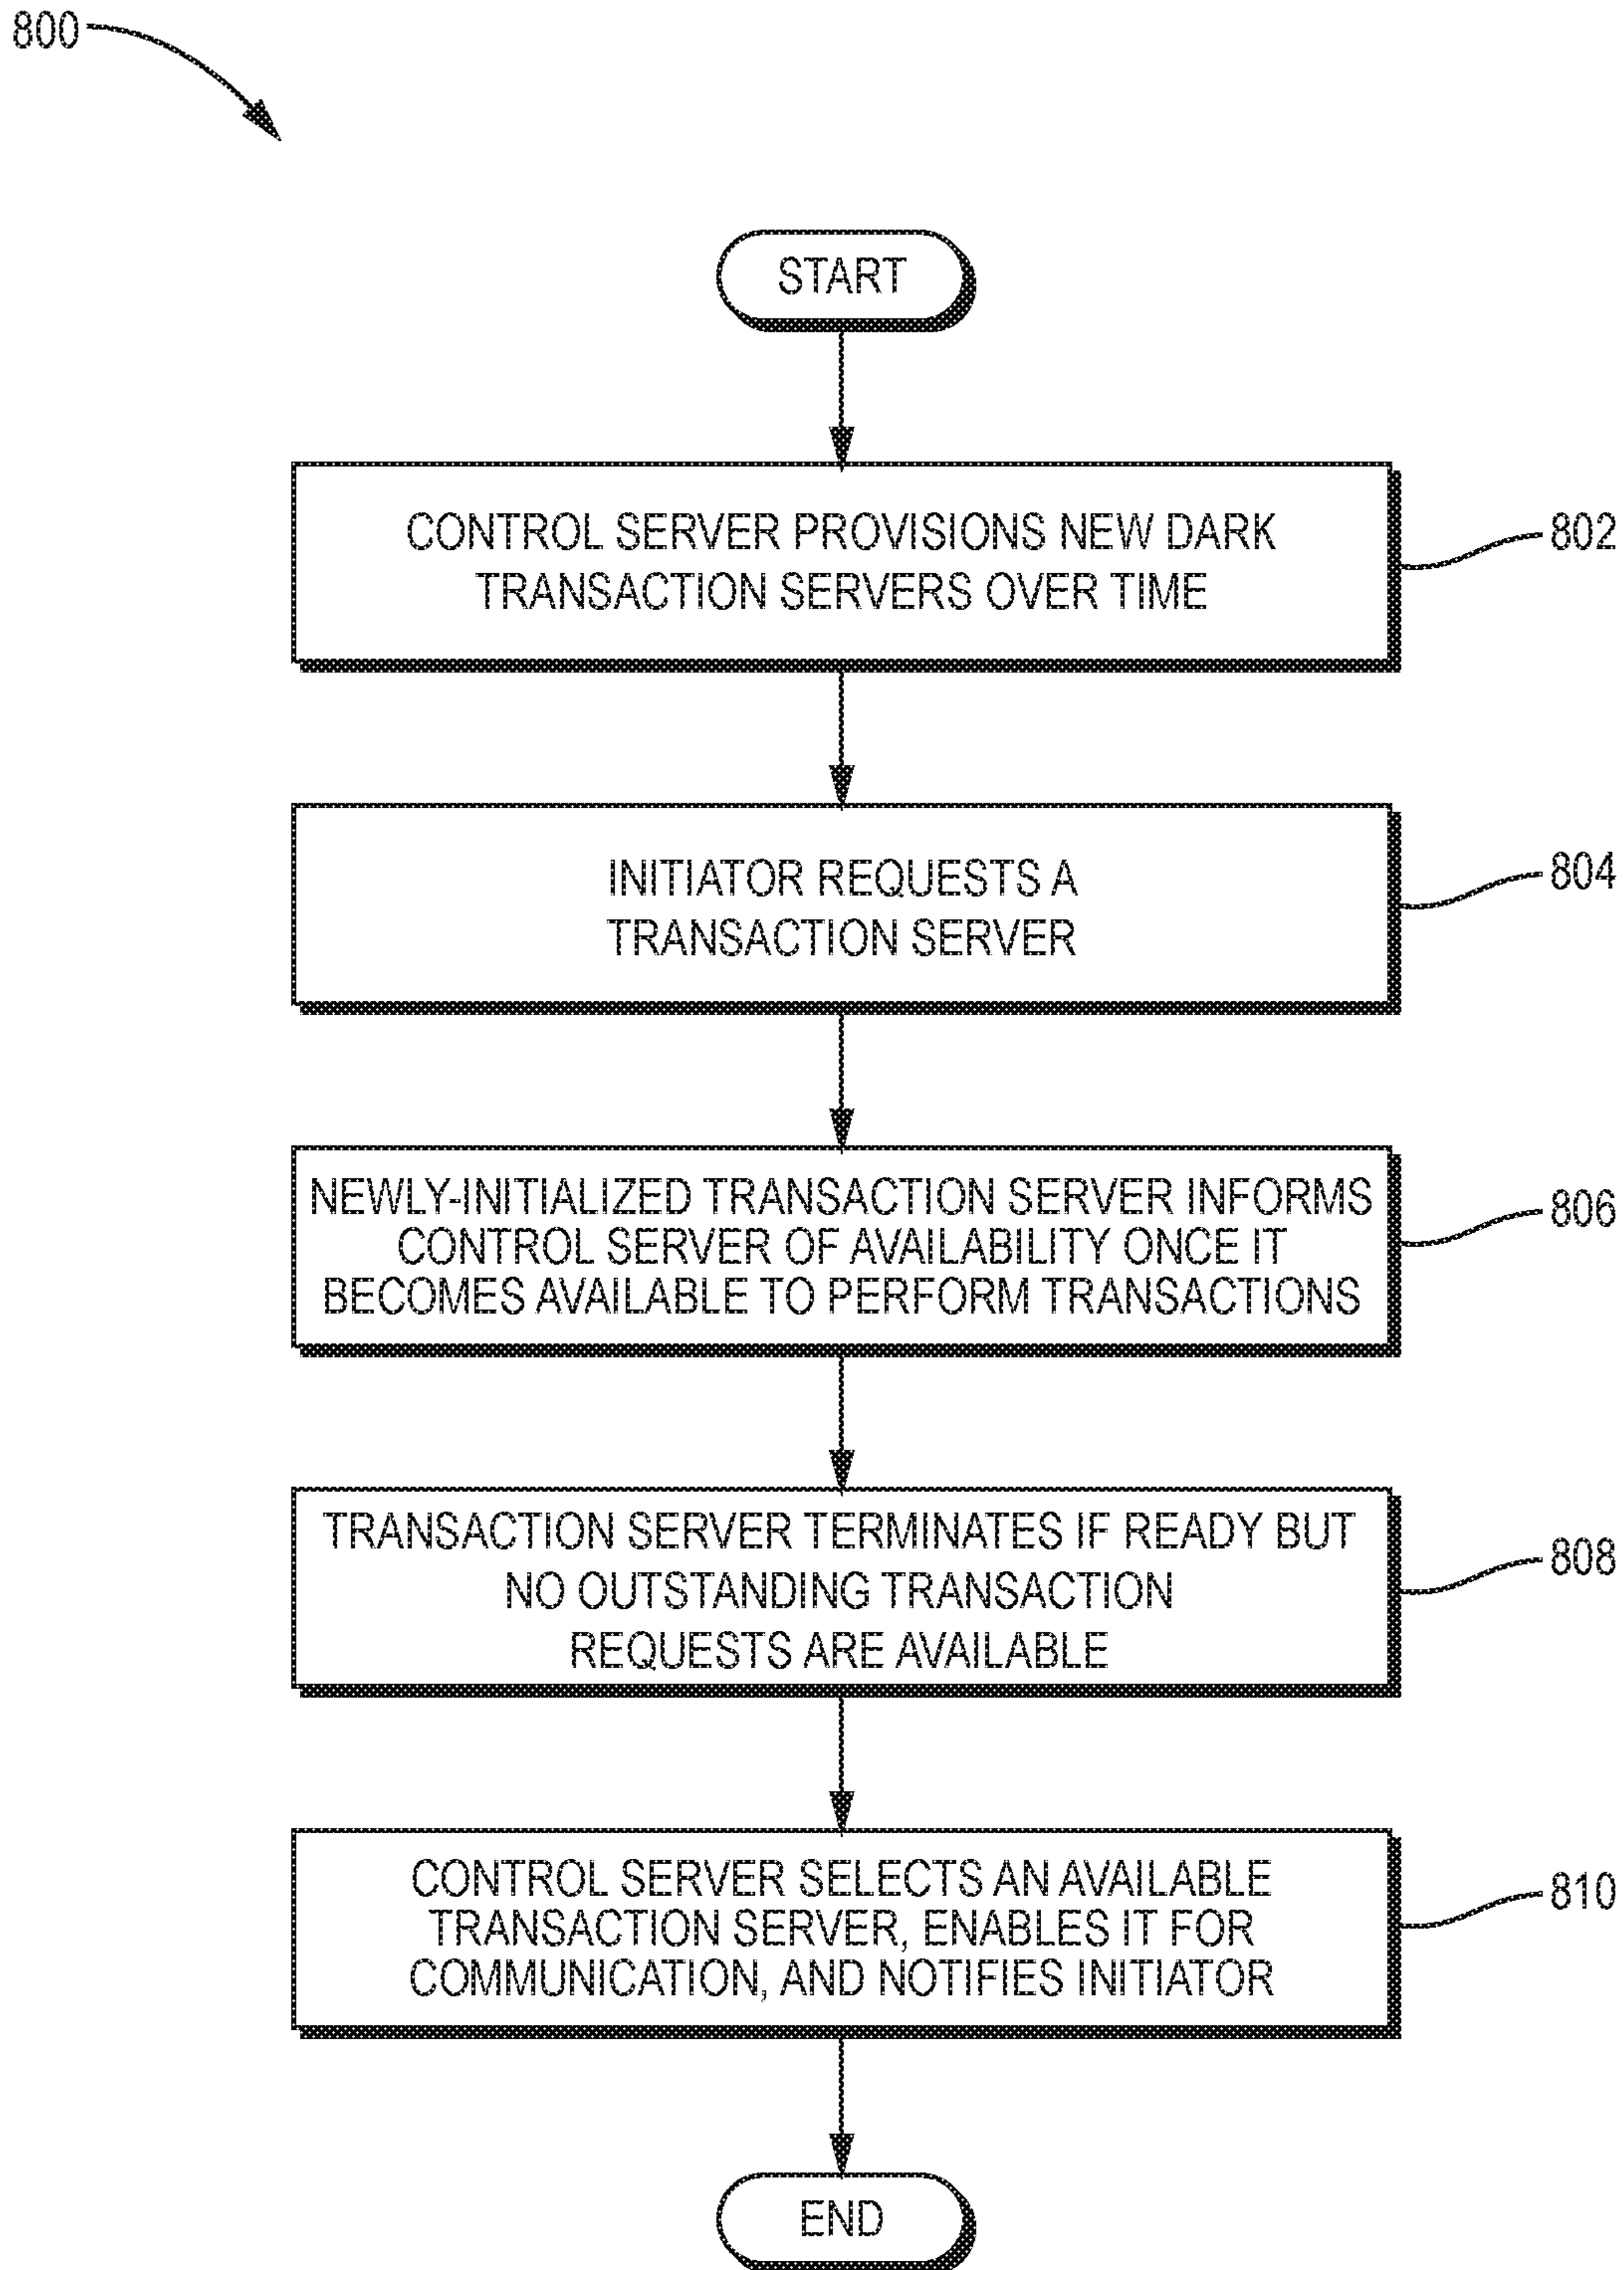 800
START
CONTROL SERVER PROVISIONS NEW DARK
TRANSACTION SERVERS OVER TIME
802
INITIATOR REQUESTS A
TRANSACTION SERVER
804
NEWLY-INITIALIZED TRANSACTION SERVER INFORMS
CONTROL SERVER OF AVAILABILITY ONCE IT
BECOMES AVAILABLE TO PERFORM TRANSACTIONS
806
TRANSACTION SERVER TERMINATES IF READY BUT
NO OUTSTANDING TRANSACTION
REQUESTS ARE AVAILABLE
808
CONTROL SERVER SELECTS AN AVAILABLE
TRANSACTION SERVER, ENABLES IT FOR
COMMUNICATION, AND NOTIFIES INITIATOR
810
END